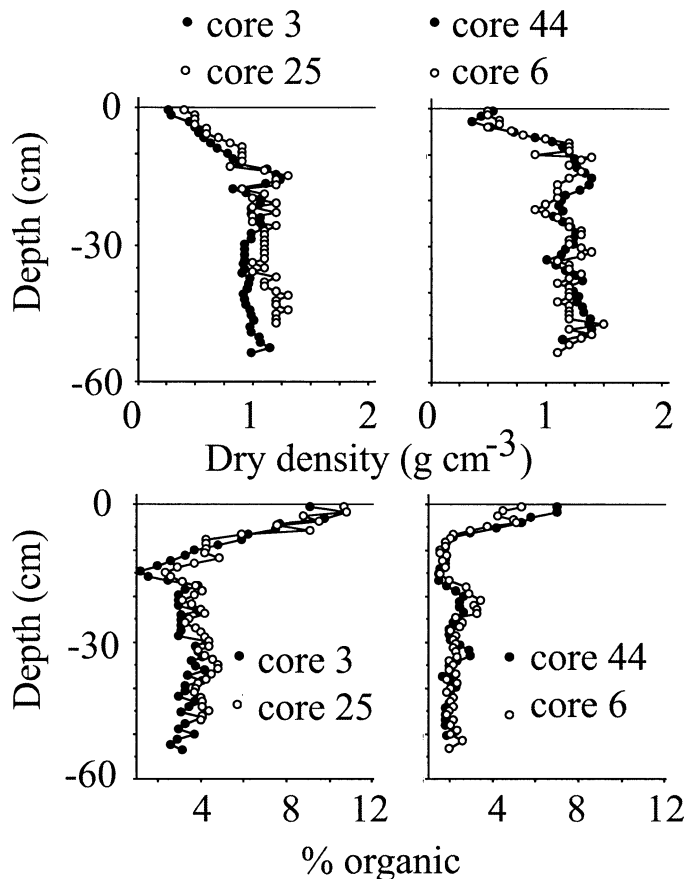 core 3
core 25
core 44
core 6
Depth (cm)
0
-30
-60
0 1 2
0 1 2
Dry density (g cm-3)
Depth (cm)
0
-30
-60
core 3
core 25
core 44
core 6
4 8 12
4 8 12
% organic